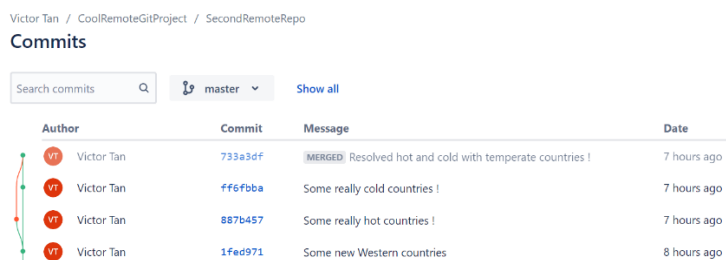 Victor Tan / CoolRemoteGitProject / SecondRemoteRepo
Commits
Search commits master Show all
Author Commit Message Date
VT Victor Tan 733a3df MERGED Resolved hot and cold with temperate countries ! 7 hours ago
VT Victor Tan ff6fbba Some really cold countries ! 7 hours ago
VT Victor Tan 887b457 Some really hot countries ! 7 hours ago
VT Victor Tan 1fed971 Some new Western countries 8 hours ago